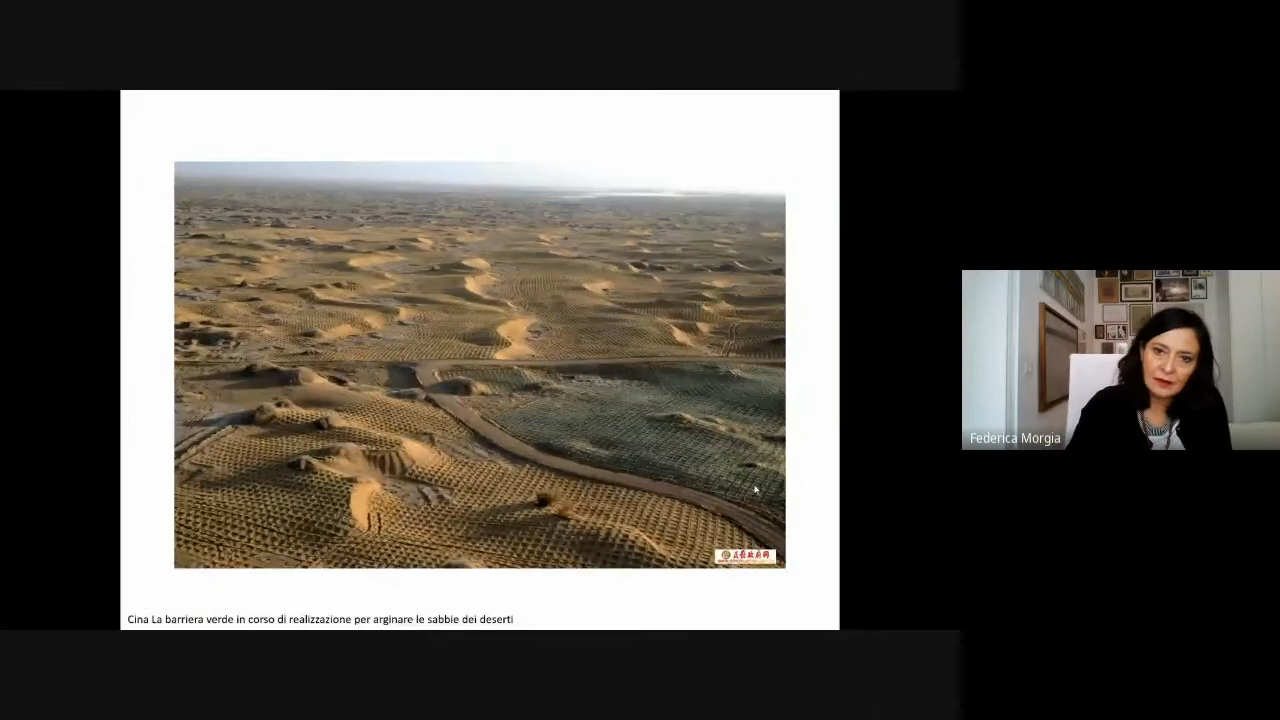 Cina La barriera verde in corso di realizzazione per arginare le sabbie dei deserti
Federica Morgia